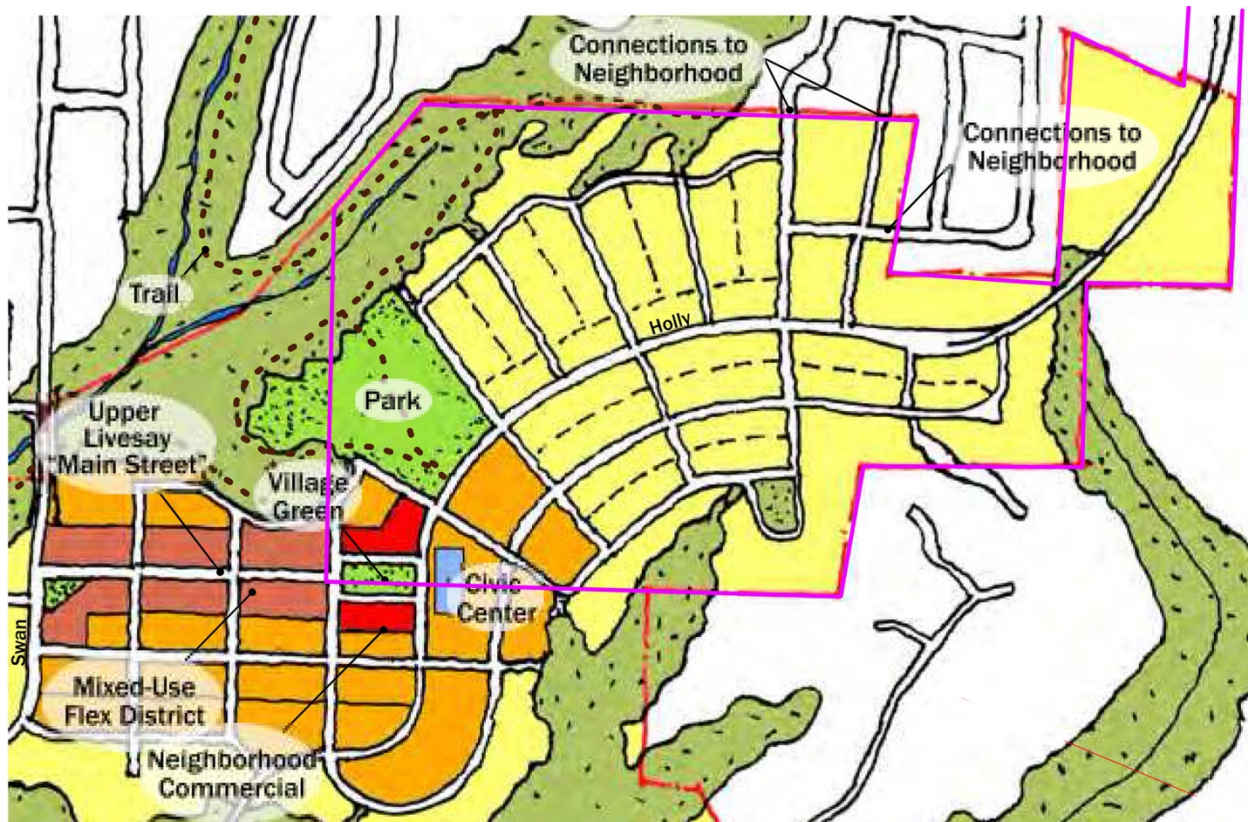 Connections to
Neighborhood
Connections to
Neighborhood
Trail
Holly
Park
Upper
Livesay
"Main Street"
Village
Green
Civic
Center
Swan
Mixed-Use
Flex District
Neighborhood
Commercial